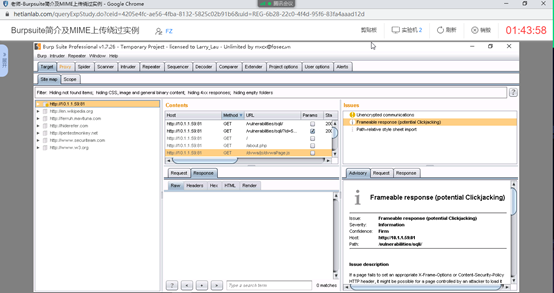 老师-Burpsuite简介及MIME上传绕过实例 - Google Chrome
hetianlab.com/queryExpStudy.do?ceid=4205e4fc-ae56-4fba-8132-5825c02b91b6&uid=REG-6b28-22c0-4f4d-95f6-83fa4aaad12d
Burpsuite简介及MIME上传绕过实例
FZ
剪贴板
实验机2
刷新
01:43:58
Burp Suite Professional v1.7.26 - Temporary Project - licensed to Larry_Lau - Unlimited by mxcx@fosec.vn
Burp Intruder Repeater Window Help
Target Proxy Spider Scanner Intruder Repeater Sequencer Decoder Comparer Extender Project options User options Alerts
Site map Scope
Filter: Hiding not found items; hiding CSS, image and general binary content; hiding 4xx responses; hiding empty folders
http://10.1.1.59:81
http://en.wikipedia.org
http://ferruh.mavituna.com
http://hiderefer.com
http://pentestmonkey.net
http://www.securiteam.com
http://www.w3.org
Contents
Host Method URL Params Sta
http://10.1.1.59:81 GET /vulnerabilities/sqli/ 200
http://10.1.1.59:81 GET /vulnerabilities/sqli/?id=5... 200
http://10.1.1.59:81 GET /
http://10.1.1.59:81 GET /about.php
http://10.1.1.59:81 GET
Request Response
Raw Headers Hex HTML Render
? < + > Type a search term 0 matches
Issues
Unencrypted communications
Frameable response (potential Clickjacking)
Path-relative style sheet import
Advisory Request Response
Frameable response (potential Clickjacking)
Issue: Frameable response (potential Clickjacking)
Severity: Information
Confidence: Firm
Host: http://10.1.1.59:81
Path: /vulnerabilities/sqli/
Issue description
If a page fails to set an appropriate X-Frame-Options or Content-Security-Policy
HTTP header, it might be possible for a page controlled by an attacker to load it